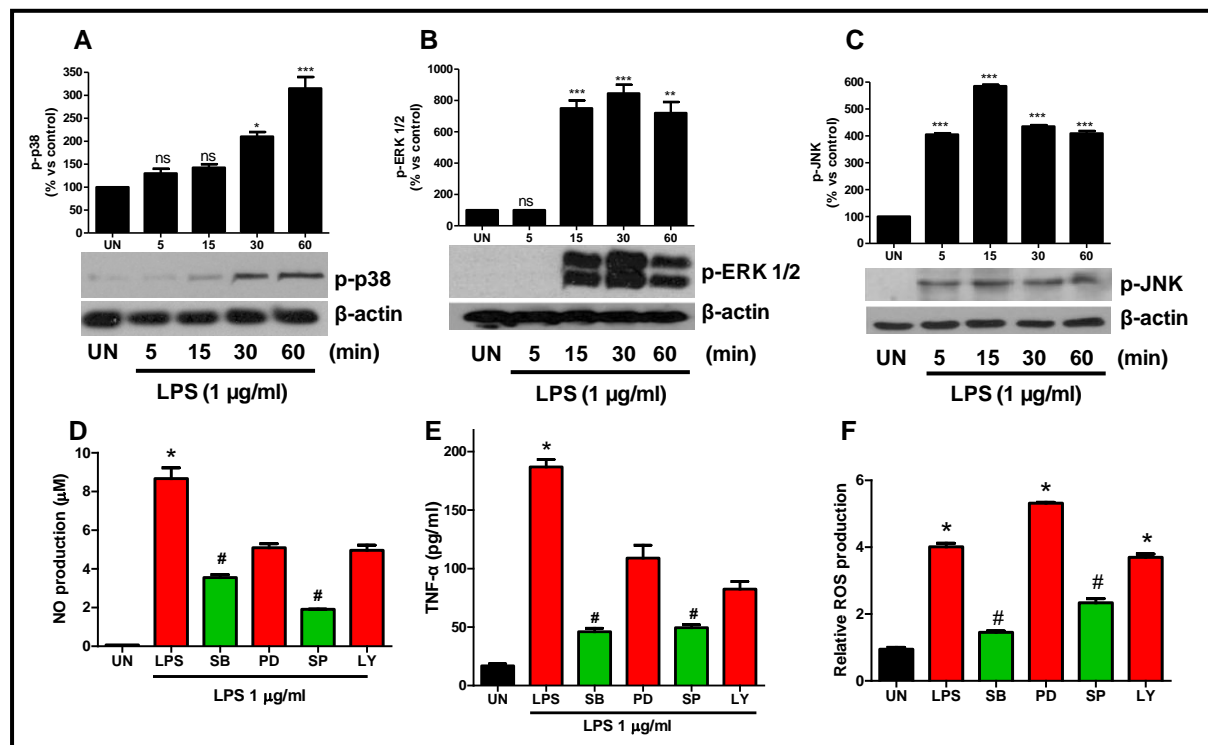 A
p-p38
(% vs control)
350
300
250
200
150
100
50
0
ns
ns
*
***
UN 5 15 30 60
p-p38
β-actin
UN 5 15 30 60 (min)
LPS (1 µg/ml)
B
p-ERK 1/2
(% vs control)
1000
800
600
400
200
0
ns
***
***
**
UN 5 15 30 60
p-ERK 1/2
β-actin
UN 5 15 30 60 (min)
LPS (1 µg/ml)
C
p-JNK
(% vs control)
600
500
400
300
200
100
0
***
***
***
***
UN 5 15 30 60
p-JNK
β-actin
UN 5 15 30 60 (min)
LPS (1 µg/ml)
D
NO production (µM)
10
8
6
4
2
0
*
#
#
UN LPS SB PD SP LY
LPS 1 µg/ml
E
TNF-α (pg/ml)
200
150
100
50
0
*
#
#
UN LPS SB PD SP LY
LPS 1 µg/ml
F
Relative ROS production
6
4
2
0
*
#
*
#
*
UN LPS SB PD SP LY